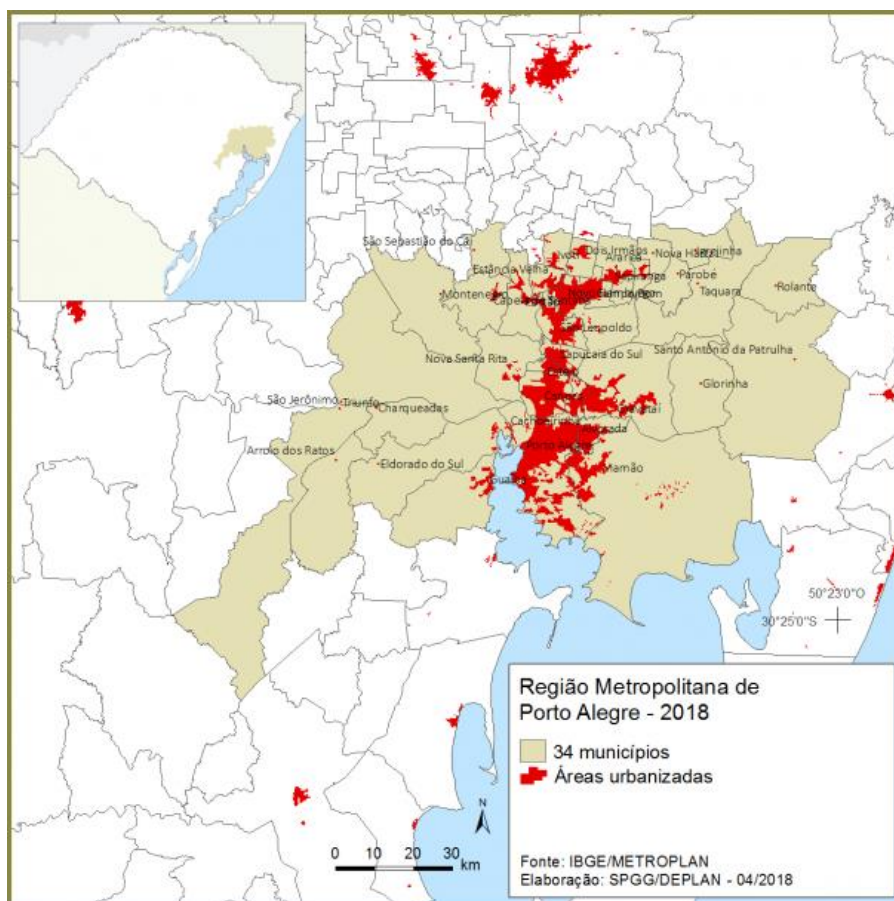 São Sebastião do Caí
Dois Irmãos
Nova Hartz
Igrejinha
Estância Velha
Araricá
Sapiranga
Parobé
Montenegro
Taquara
Rolante
São Leopoldo
Nova Santa Rita
Sapucaia do Sul
Santo Antônio da Patrulha
Glorinha
São Jerônimo
Triunfo
Charqueadas
Canoas
Gravataí
Cachoeirinha
Alvorada
Arroio dos Ratos
Porto Alegre
Eldorado do Sul
Viamão
Guaíba
50°23'0"O
30°25'0"S
Região Metropolitana de
Porto Alegre - 2018
34 municípios
Áreas urbanizadas
N
0 10 20 30
km
Fonte: IBGE/METROPLAN
Elaboração: SPGG/DEPLAN - 04/2018